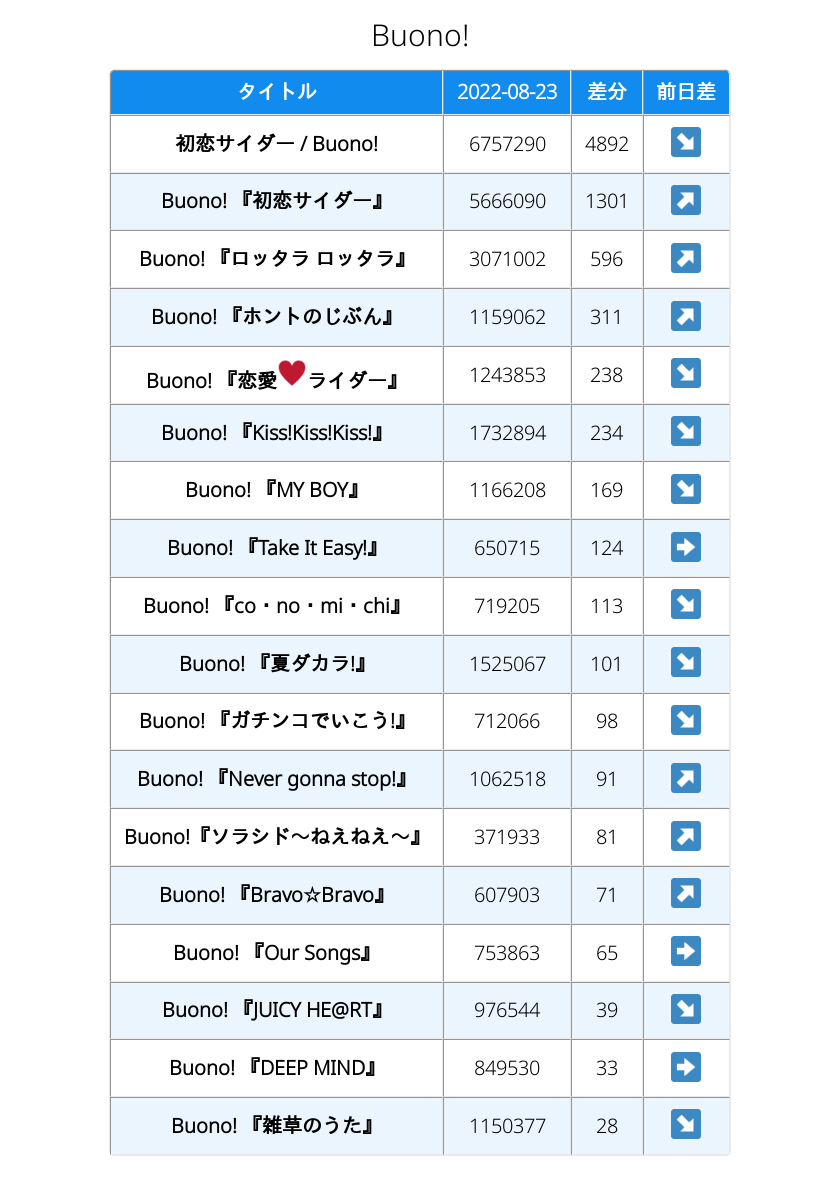 Buono!
タイトル 2022-08-23 差分 前日差
初恋サイダー / Buono! 6757290 4892 ↘
Buono! 『初恋サイダー』 5666090 1301 ↗
Buono! 『ロッタラ ロッタラ』 3071002 596 ↗
Buono! 『ホントのじぶん』 1159062 311 ↗
Buono! 『恋愛♥ライダー』 1243853 238 ↘
Buono! 『Kiss!Kiss!Kiss!』 1732894 234 ↘
Buono! 『MY BOY』 1166208 169 ↘
Buono! 『Take It Easy!』 650715 124 ➡
Buono! 『co・no・mi・chi』 719205 113 ↘
Buono! 『夏ダカラ!』 1525067 101 ↘
Buono! 『ガチンコでいこう!』 712066 98 ↘
Buono! 『Never gonna stop!』 1062518 91 ↗
Buono!『ソラシド〜ねえねえ〜』 371933 81 ↗
Buono! 『Bravo☆Bravo』 607903 71 ↗
Buono! 『Our Songs』 753863 65 ➡
Buono! 『JUICY HE@RT』 976544 39 ↘
Buono! 『DEEP MIND』 849530 33 ➡
Buono! 『雑草のうた』 1150377 28 ↘